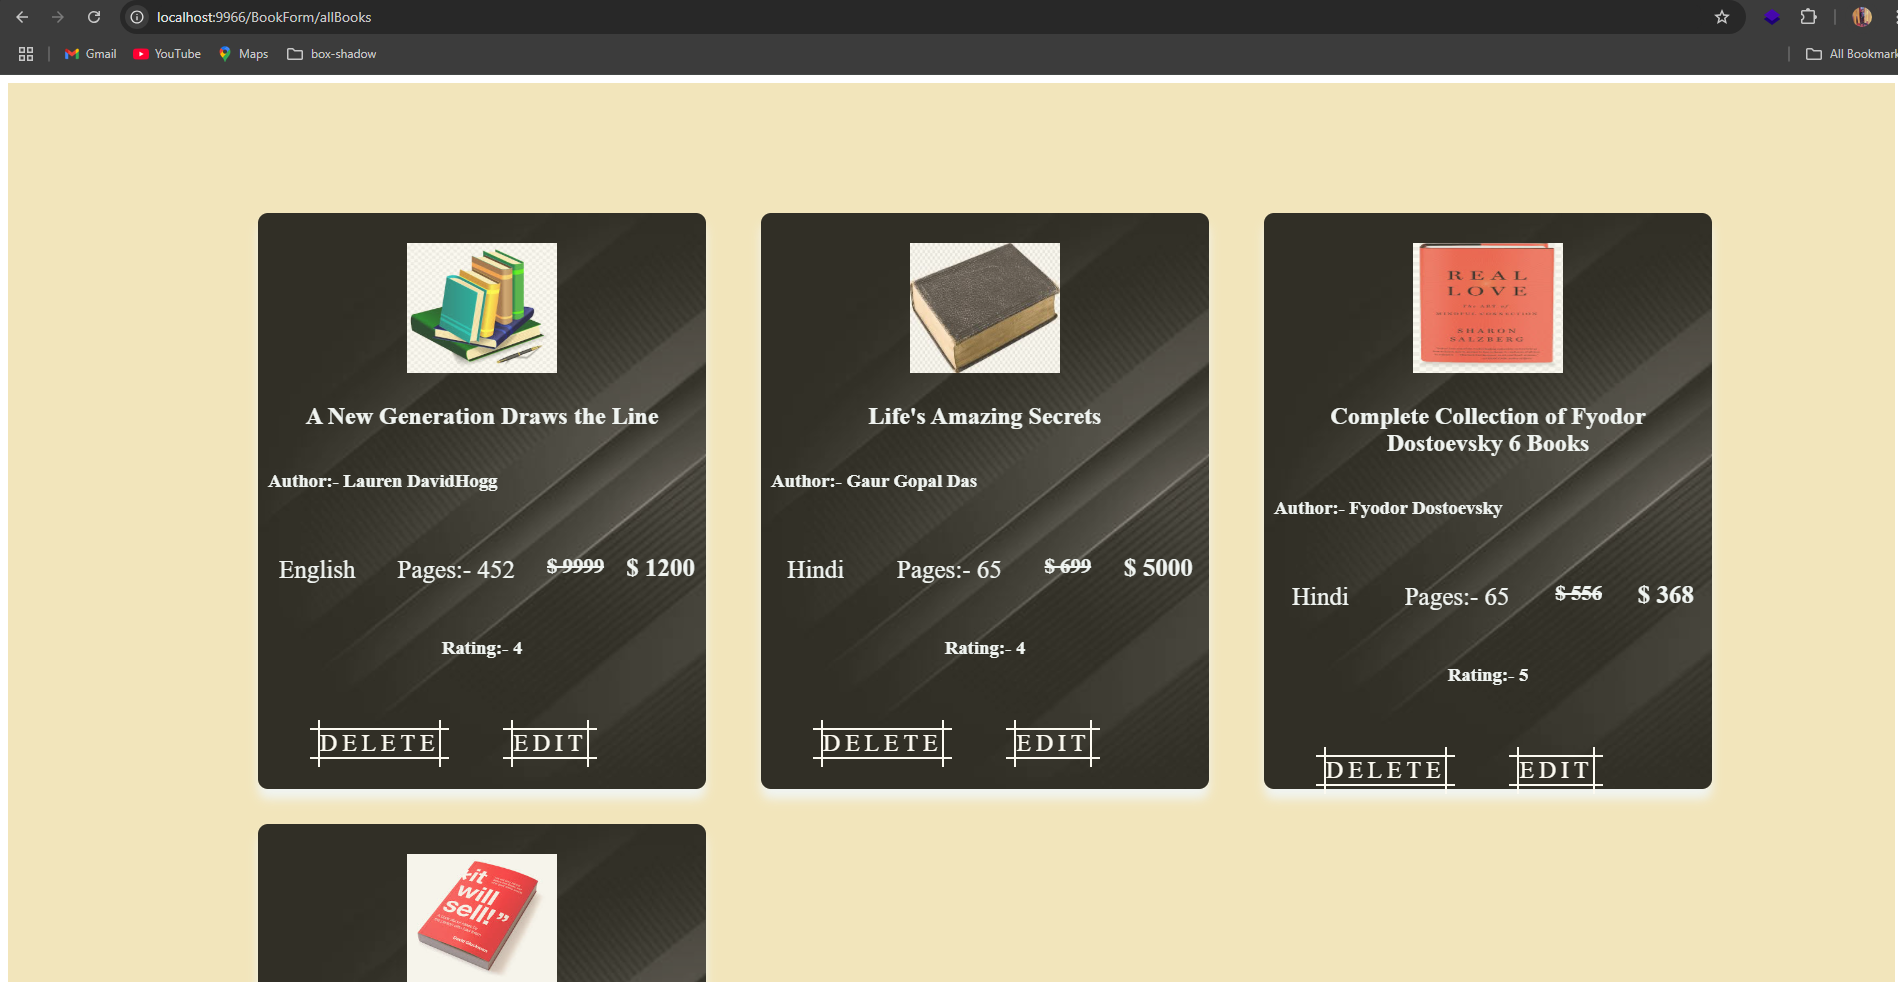 localhost:9966/BookForm/allBooks
Gmail YouTube Maps box-shadow All Bookmark
REAL
LOVE
SHARON
SALZBERG
A New Generation Draws the Line
Life's Amazing Secrets
Complete Collection of Fyodor
Dostoevsky 6 Books
Author:- Lauren DavidHogg
Author:- Gaur Gopal Das
Author:- Fyodor Dostoevsky
English Pages:- 452 $ 9999 $ 1200
Hindi Pages:- 65 $ 699 $ 5000
Hindi Pages:- 65 $ 556 $ 368
Rating:- 4
Rating:- 4
Rating:- 5
DELETE EDIT
DELETE EDIT
DELETE EDIT
it
will
sell!”